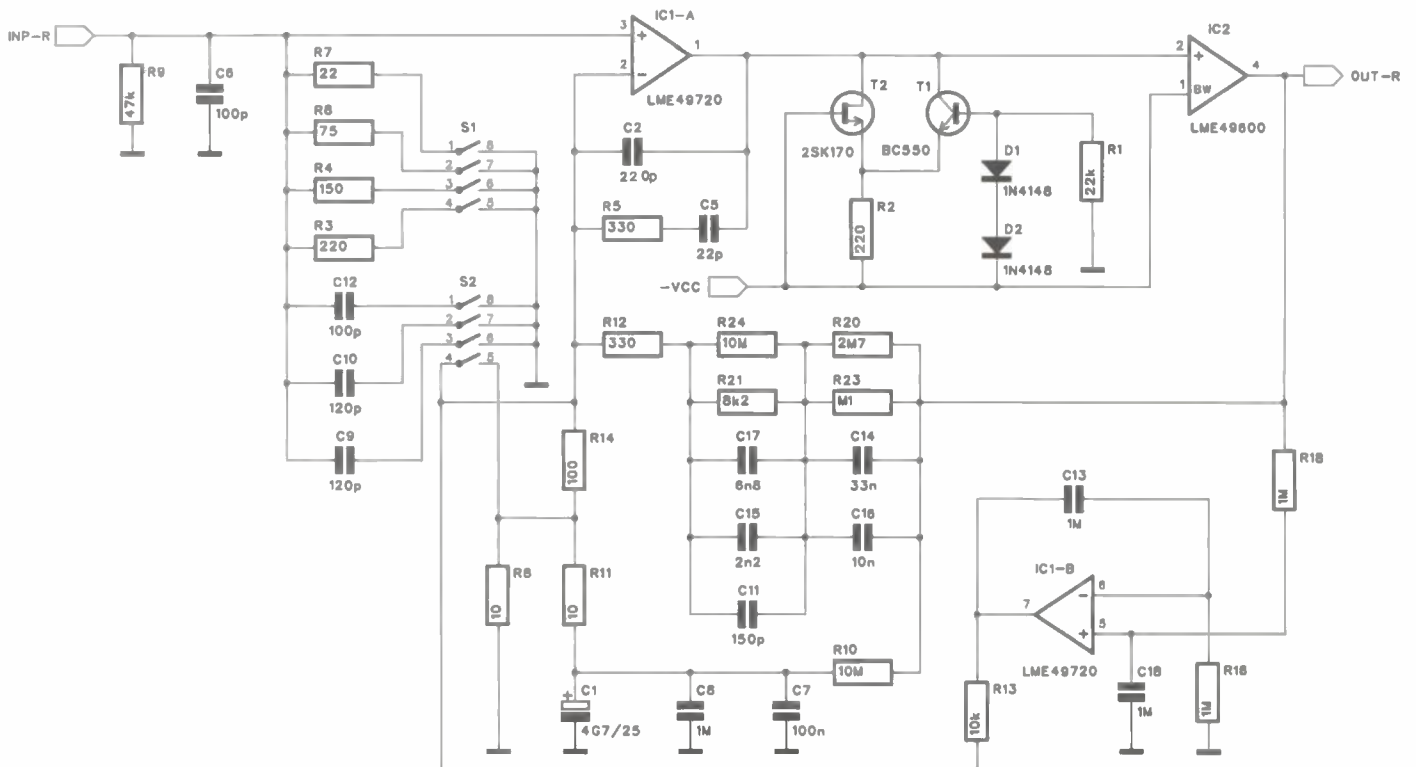 INP-R
R9
47k
C6
100p
R7
22
R6
75
R4
150
R3
220
S1
1 8
2 7
3 6
4 5
C12
100p
C10
120p
C9
120p
S2
1 8
2 7
3 6
4 5
IC1-A
3
2
1
+
-
LME49720
C2
220p
R5
330
C5
22p
T2
2SK170
T1
BC550
R2
220
D1
1N4148
D2
1N4148
R1
22k
-VCC
IC2
2
1
4
+
BW
LME49600
OUT-R
R12
330
R24
10M
R20
2M7
R21
8k2
R23
M1
C17
6n8
C14
33n
C15
2n2
C16
10n
C11
150p
R14
100
R8
10
R11
10
R10
10M
+
C1
4G7/25
C8
1M
C7
100n
R18
1M
C13
1M
IC1-B
7
6
5
-
+
LME49720
R13
10k
C18
1M
R16
1M